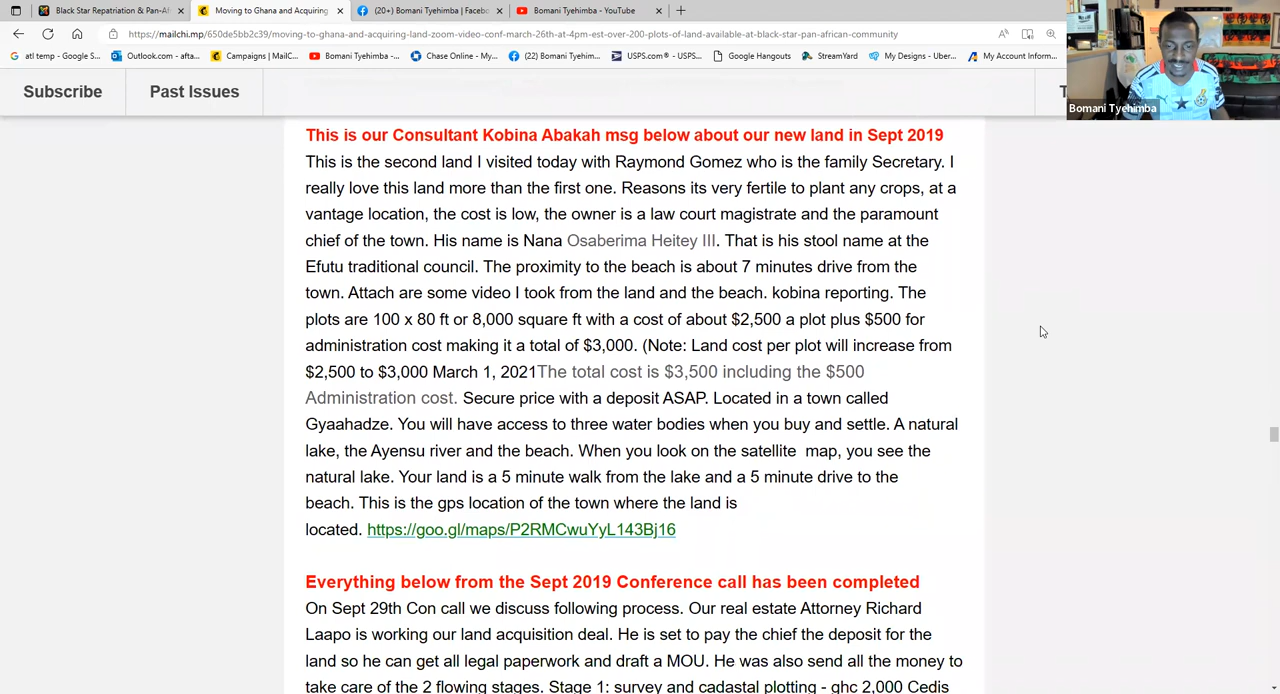 Black Star Repatriation & Pan-Af
Moving to Ghana and Acquiring
(20+) Bomani Tyehimba | Facebo
Bomani Tyehimba - YouTube
https://mailchi.mp/650de5bb2c39/moving-to-ghana-and-acquiring-land-zoom-video-conf-march-26th-at-4pm-est-over-200-plots-of-land-available-at-black-star-pan-african-community
atl temp - Google S...
Outlook.com - afta...
Campaigns | MailC...
Bomani Tyehimba -...
Chase Online - My...
(22) Bomani Tyehim...
USPS.com® - USPS...
Google Hangouts
StreamYard
My Designs - Uber...
My Account Inform...
Subscribe
Past Issues
Bomani Tyehimba
This is our Consultant Kobina Abakah msg below about our new land in Sept 2019
This is the second land I visited today with Raymond Gomez who is the family Secretary. I
really love this land more than the first one. Reasons its very fertile to plant any crops, at a
vantage location, the cost is low, the owner is a law court magistrate and the paramount
chief of the town. His name is Nana Osaberima Heitey III. That is his stool name at the
Efutu traditional council. The proximity to the beach is about 7 minutes drive from the
town. Attach are some video I took from the land and the beach. kobina reporting. The
plots are 100 x 80 ft or 8,000 square ft with a cost of about $2,500 a plot plus $500 for
administration cost making it a total of $3,000. (Note: Land cost per plot will increase from
$2,500 to $3,000 March 1, 2021The total cost is $3,500 including the $500
Administration cost. Secure price with a deposit ASAP. Located in a town called
Gyaahadze. You will have access to three water bodies when you buy and settle. A natural
lake, the Ayensu river and the beach. When you look on the satellite  map, you see the
natural lake. Your land is a 5 minute walk from the lake and a 5 minute drive to the
beach. This is the gps location of the town where the land is
located. https://goo.gl/maps/P2RMCwuYyL143Bj16
Everything below from the Sept 2019 Conference call has been completed
On Sept 29th Con call we discuss following process. Our real estate Attorney Richard
Laapo is working our land acquisition deal. He is set to pay the chief the deposit for the
land so he can get all legal paperwork and draft a MOU. He was also send all the money to
take care of the 2 flowing stages. Stage 1: survey and cadastal plotting - ghc 2,000 Cedis